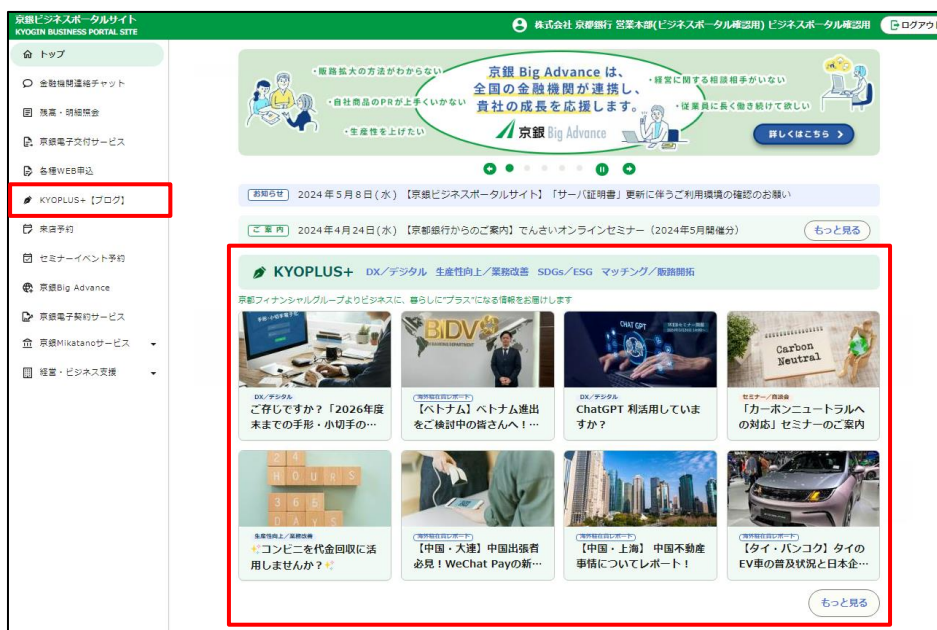 京銀ビジネスポータルサイト
KYOGIN BUSINESS PORTAL SITE
株式会社 京都銀行 営業本部(ビジネスポータル確認用) ビジネスポータル確認用
ログアウト
トップ
金融機関連絡チャット
残高・明細照会
京銀電子交付サービス
各種WEB申込
KYOPLUS+【ブログ】
来店予約
セミナーイベント予約
京銀Big Advance
京銀電子契約サービス
京銀Mikatanoサービス
経営・ビジネス支援
・販路拡大の方法がわからない
・自社商品のPRが上手くいかない
・生産性を上げたい
京銀 Big Advance は、
全国の金融機関が連携し、
貴社の成長を応援します。
京銀 Big Advance
・経営に関する相談相手がいない
・従業員に長く働き続けて欲しい
詳しくはこちら
お知らせ 2024年5月8日(水) 【京銀ビジネスポータルサイト】「サーバ証明書」更新に伴うご利用環境の確認のお願い
ご案内 2024年4月24日(水) 【京都銀行からのご案内】でんさいオンラインセミナー(2024年5月開催分)
もっと見る
KYOPLUS+ DX/デジタル 生産性向上/業務改善 SDGs/ESG マッチング/販路開拓
京都フィナンシャルグループよりビジネスに、暮らしに"プラス"になる情報をお届けします
BIDV
CHAT GPT
Carbon
Neutral
DX/デジタル
ご存じですか?「2026年度
末までの手形・小切手の…
海外駐在員レポート
【ベトナム】ベトナム進出
をご検討中の皆さんへ!…
DX/デジタル
ChatGPT 利活用していま
すか?
セミナー/商談会
「カーボンニュートラルへ
の対応」セミナーのご案内
24
HOURS
365
DAYS
生産性向上/業務改善
コンビニを代金回収に活
用しませんか?
海外駐在員レポート
【中国・大連】中国出張者
必見!WeChat Payの新…
海外駐在員レポート
【中国・上海】 中国不動産
事情についてレポート!
海外駐在員レポート
【タイ・バンコク】タイの
EV車の普及状況と日本企…
もっと見る